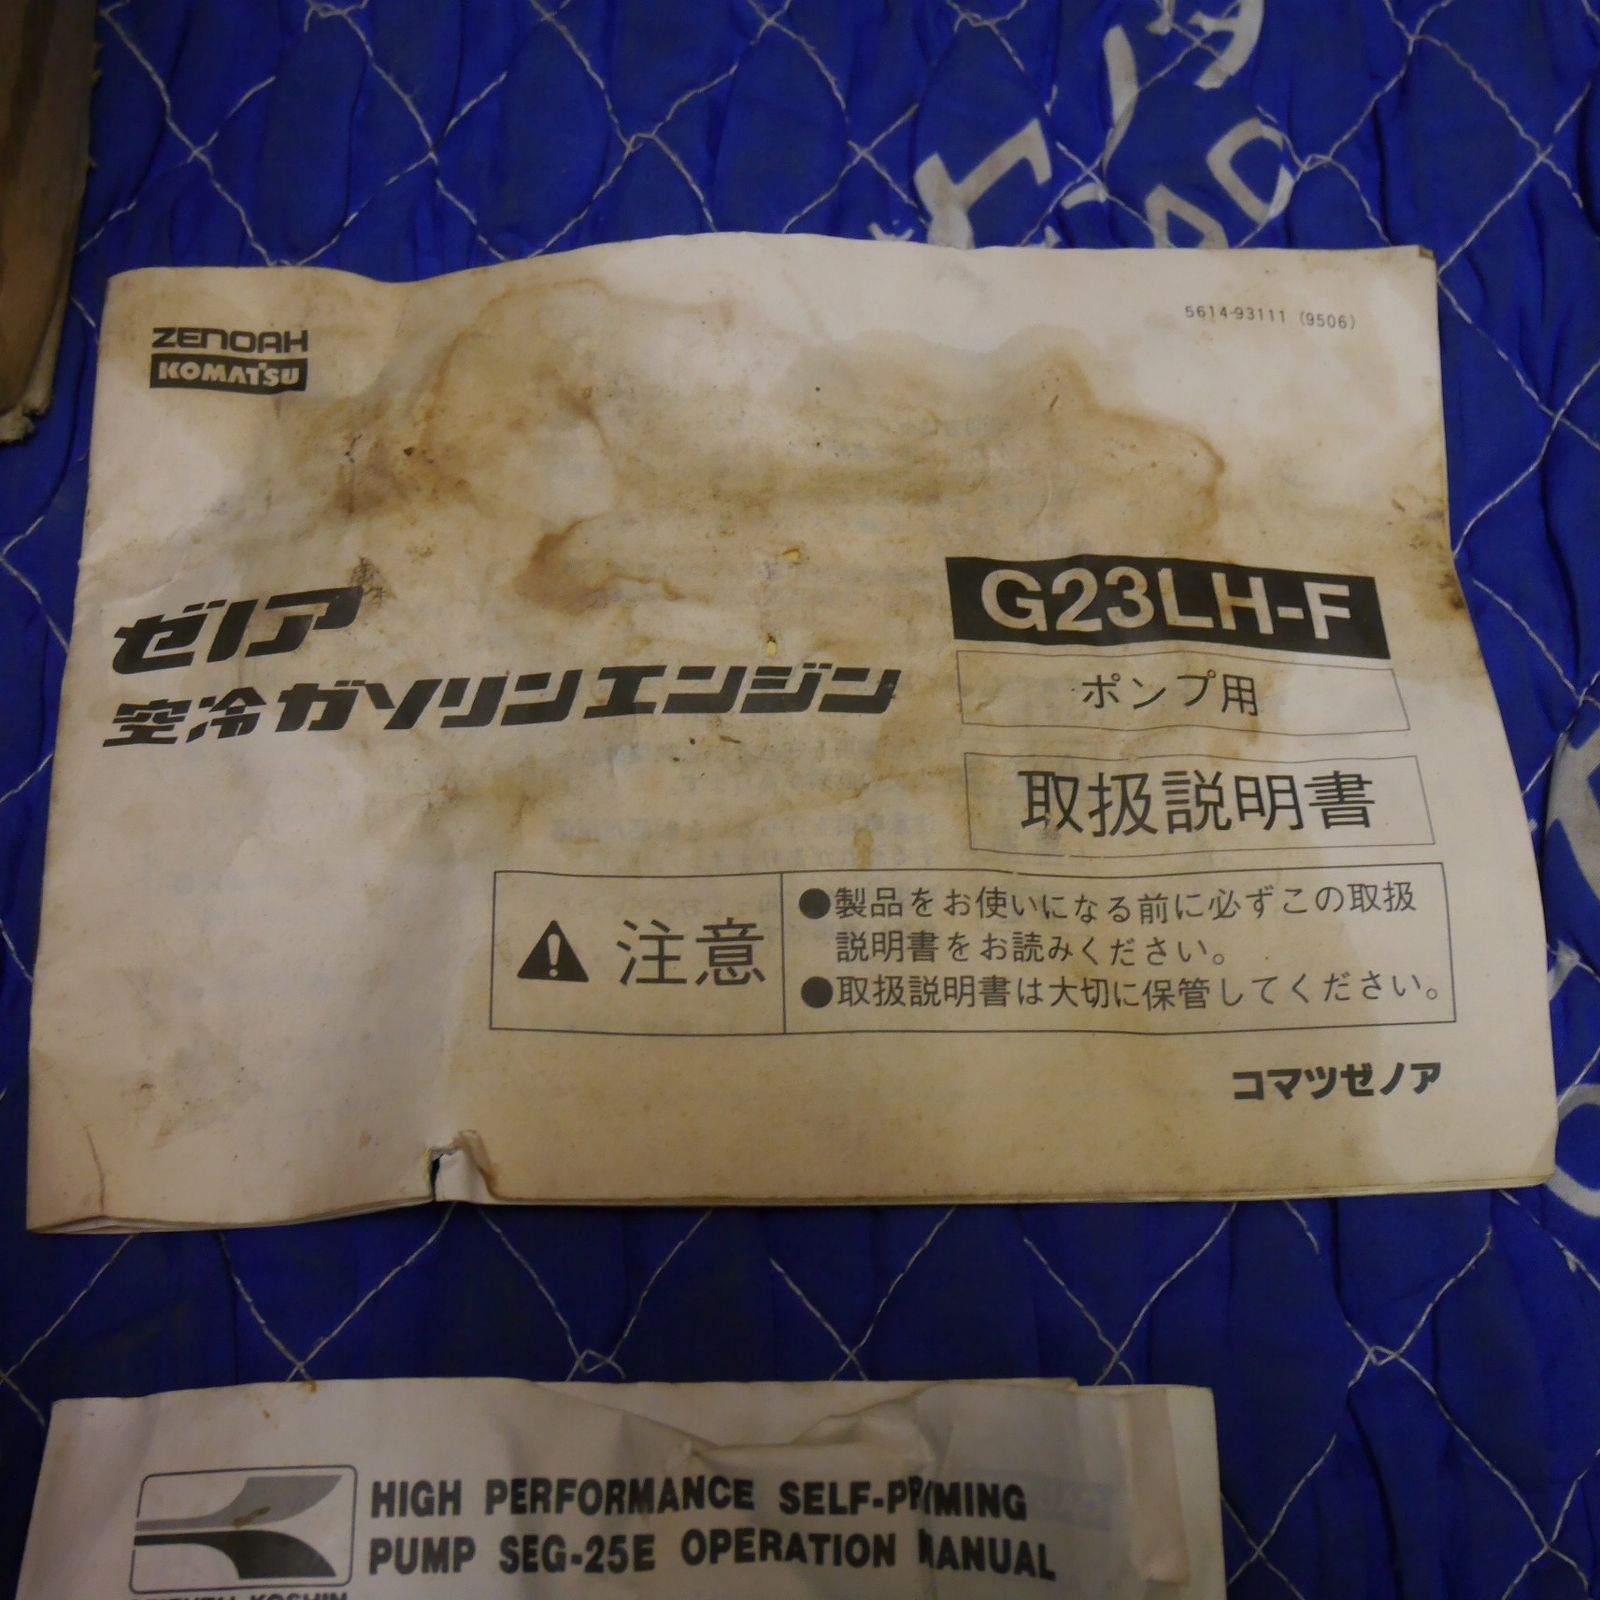 ZENOAH
KOMATSU
5614-93111 (9506)
ゼノア
空冷ガソリンエンジン
G23LH-F
ポンプ用
取扱説明書
注意
●製品をお使いになる前に必ずこの取扱
説明書をお読みください。
●取扱説明書は大切に保管してください。
コマツゼノア
HIGH PERFORMANCE SELF-PRIMING
PUMP SEG-25E OPERATION MANUAL
KOSHIN